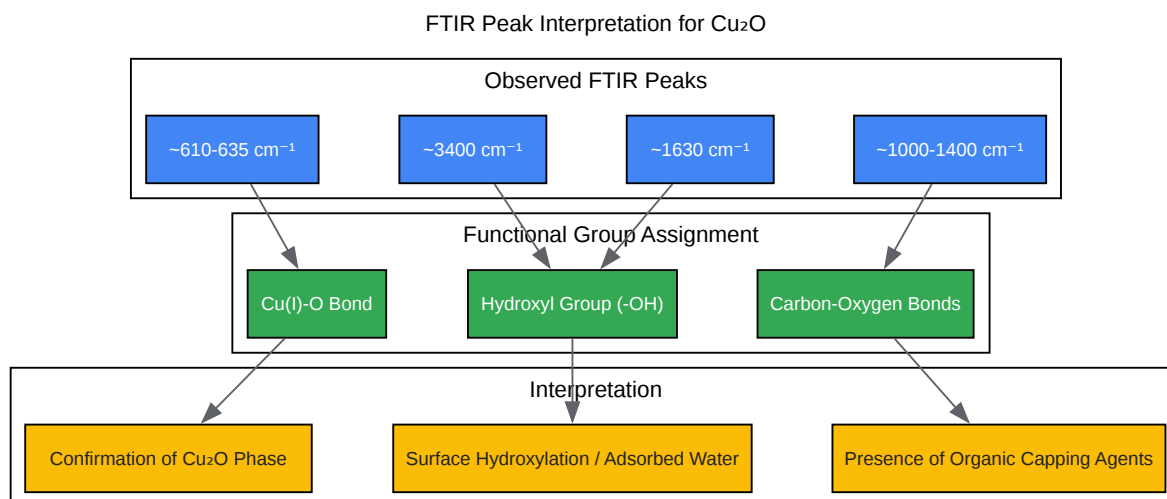 FTIR Peak Interpretation for Cu₂O
Observed FTIR Peaks
~610-635 cm⁻¹
~3400 cm⁻¹
~1630 cm⁻¹
~1000-1400 cm⁻¹
Functional Group Assignment
Cu(I)-O Bond
Hydroxyl Group (-OH)
Carbon-Oxygen Bonds
Interpretation
Confirmation of Cu₂O Phase
Surface Hydroxylation / Adsorbed Water
Presence of Organic Capping Agents